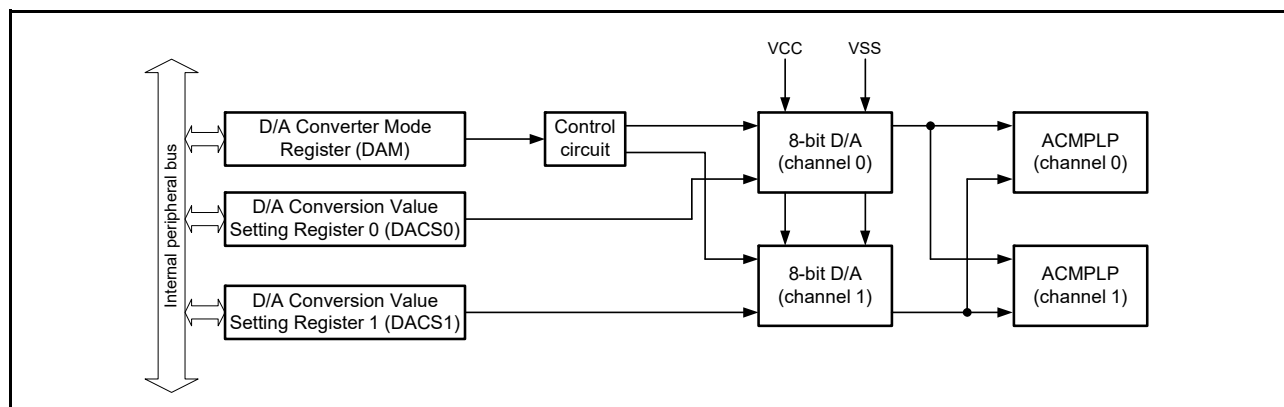 VCC
VSS
Internal peripheral bus
D/A Converter Mode
Register (DAM)
Control
circuit
8-bit D/A
(channel 0)
ACMPLP
(channel 0)
D/A Conversion Value
Setting Register 0 (DACS0)
8-bit D/A
(channel 1)
ACMPLP
(channel 1)
D/A Conversion Value
Setting Register 1 (DACS1)